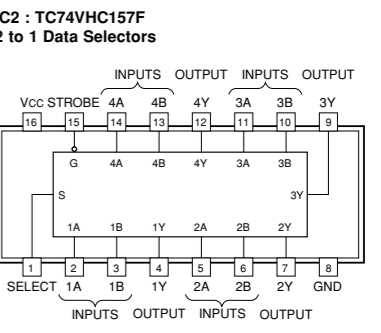 C2 : TC74VHC157F
2 to 1 Data Selectors
INPUTS OUTPUT INPUTS OUTPUT
VCC STROBE 4A 4B 4Y 3A 3B 3Y
16 15 14 13 12 11 10 9
G 4A 4B 4Y 3A 3B
S 3Y
1A 1B 1Y 2A 2B 2Y
1 2 3 4 5 6 7 8
SELECT 1A 1B 1Y 2A 2B 2Y GND
INPUTS OUTPUT INPUTS OUTPUT